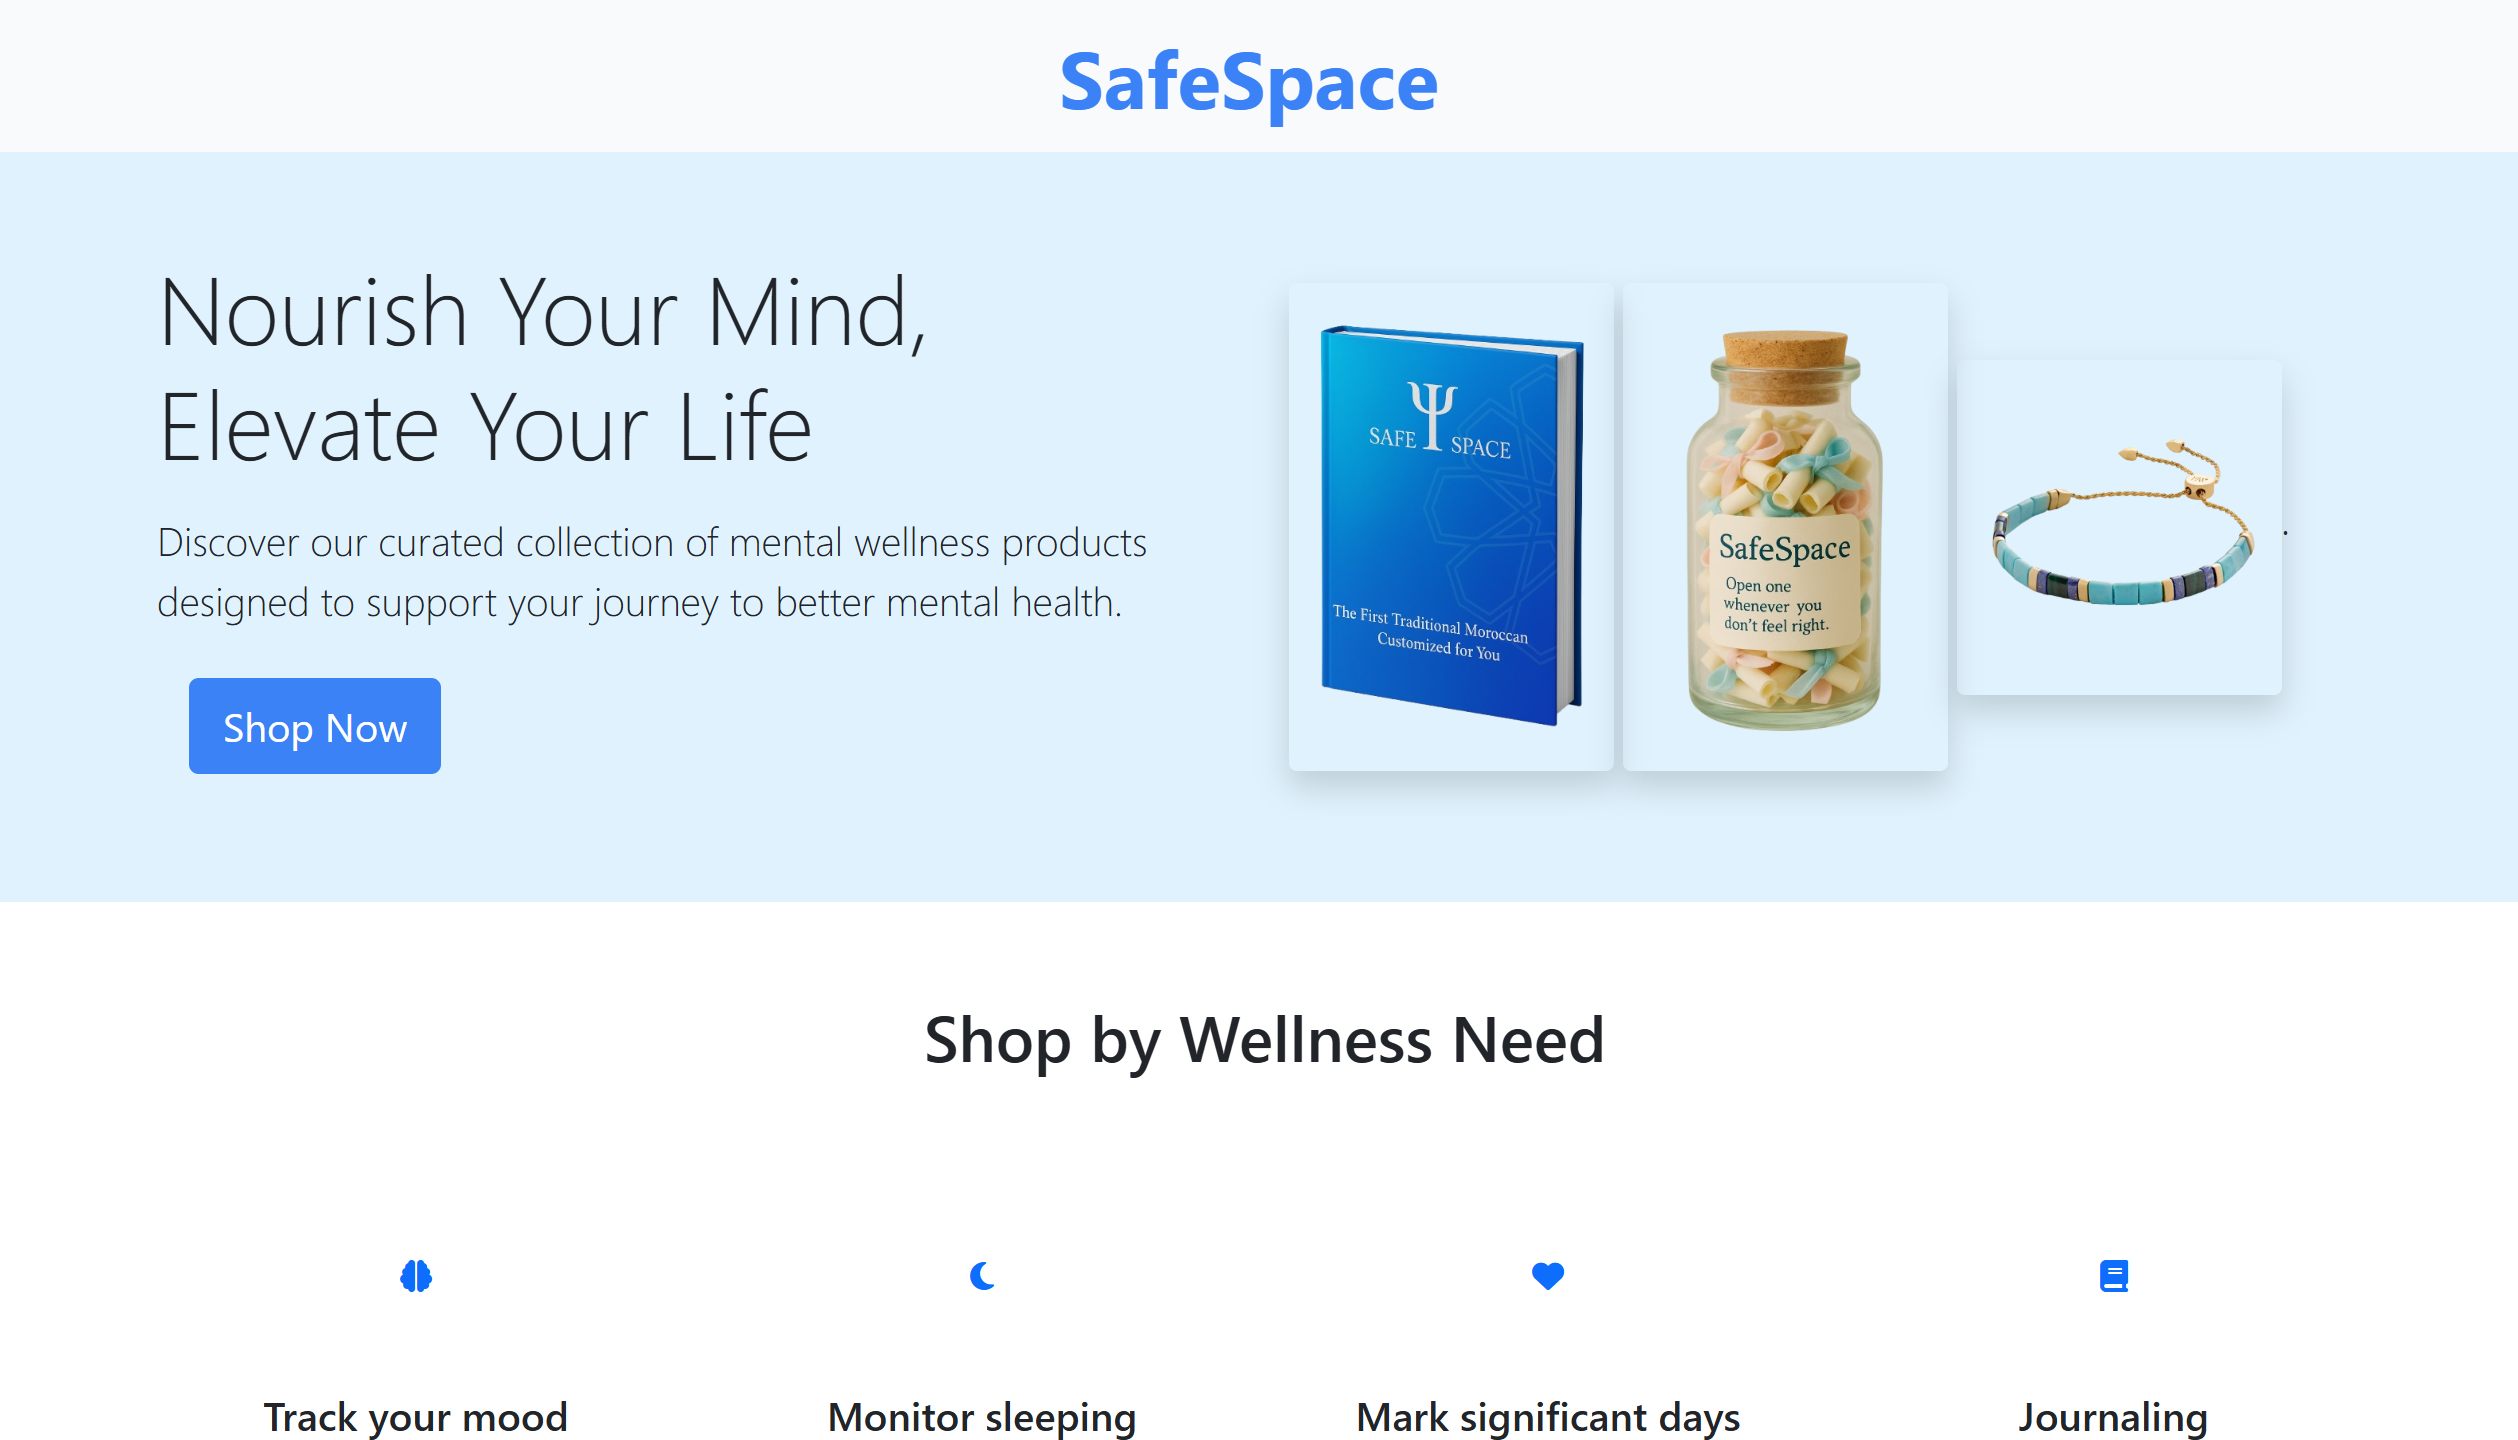 SafeSpace
Nourish Your Mind,
Elevate Your Life
Discover our curated collection of mental wellness products
designed to support your journey to better mental health.
Shop Now
SAFE Ψ SPACE
The First Traditional Moroccan
Customized for You
SafeSpace
Open one
whenever you
don't feel right.
.
Shop by Wellness Need
Track your mood
Monitor sleeping
Mark significant days
Journaling